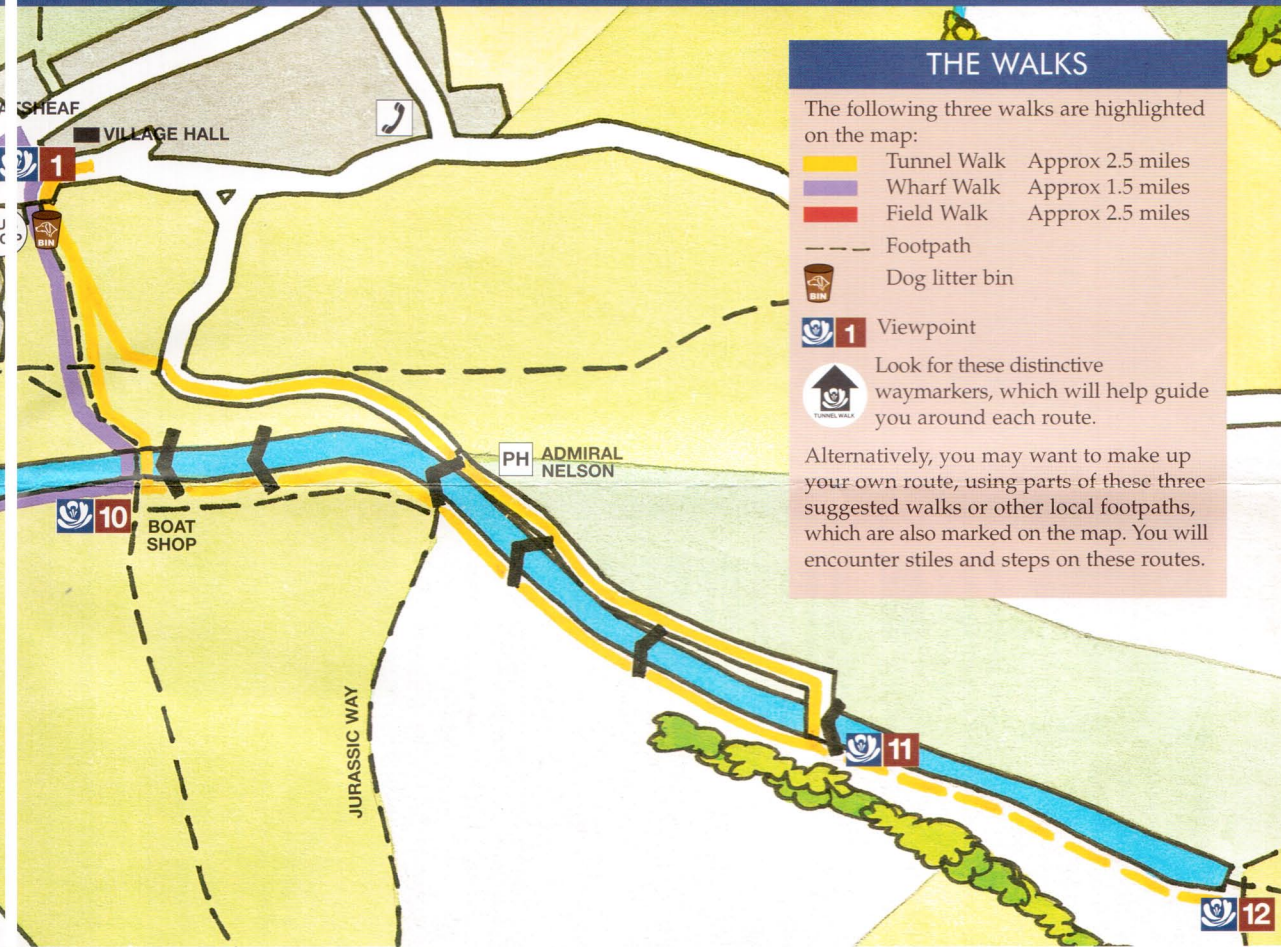 THE WALKS
The following three walks are highlighted
on the map:
Tunnel Walk Approx 2.5 miles
Wharf Walk Approx 1.5 miles
Field Walk Approx 2.5 miles
Footpath
BIN
Dog litter bin
1 Viewpoint
Look for these distinctive
waymarkers, which will help guide
you around each route.
TUNNEL WALK
Alternatively, you may want to make up
your own route, using parts of these three
suggested walks or other local footpaths,
which are also marked on the map. You will
encounter stiles and steps on these routes.
TSHEAF
VILLAGE HALL
1
BIN
PH ADMIRAL
NELSON
10
BOAT
SHOP
JURASSIC WAY
11
12